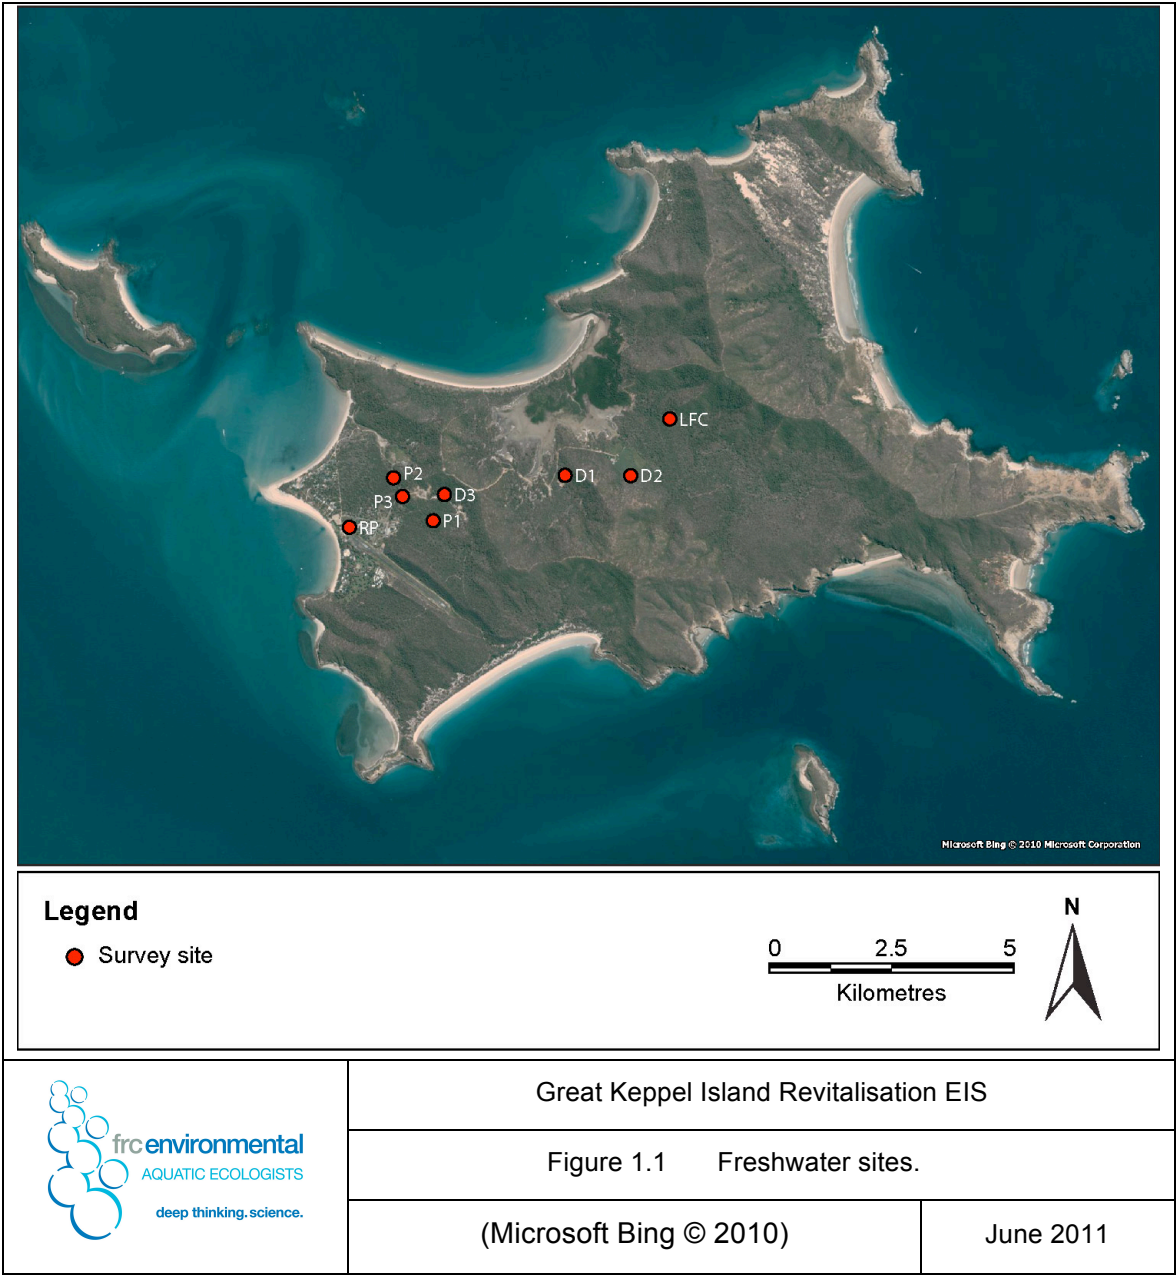 LFC
P2
D1
D2
P3
D3
RP
P1
Microsoft Bing © 2010 Microsoft Corporation
Legend
Survey site
0 2.5 5
Kilometres
N
frcenvironmental
AQUATIC ECOLOGISTS
deep thinking.science.
Great Keppel Island Revitalisation EIS
Figure 1.1 Freshwater sites.
(Microsoft Bing © 2010)
June 2011